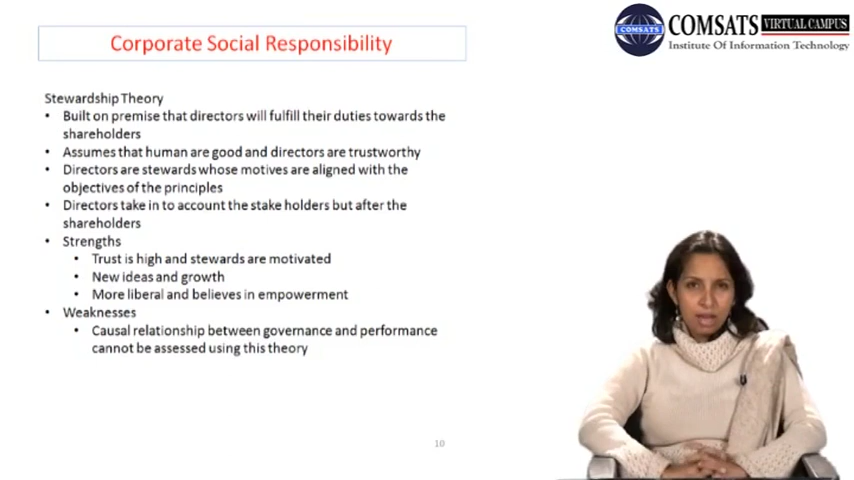 Corporate Social Responsibility
COMSATS VIRTUAL CAMPUS
Institute Of Information Technology
COMSATS
Stewardship Theory
• Built on premise that directors will fulfill their duties towards the
shareholders
• Assumes that human are good and directors are trustworthy
• Directors are stewards whose motives are aligned with the
objectives of the principles
• Directors take in to account the stake holders but after the
shareholders
• Strengths
• Trust is high and stewards are motivated
• New ideas and growth
• More liberal and believes in empowerment
• Weaknesses
• Causal relationship between governance and performance
cannot be assessed using this theory
10